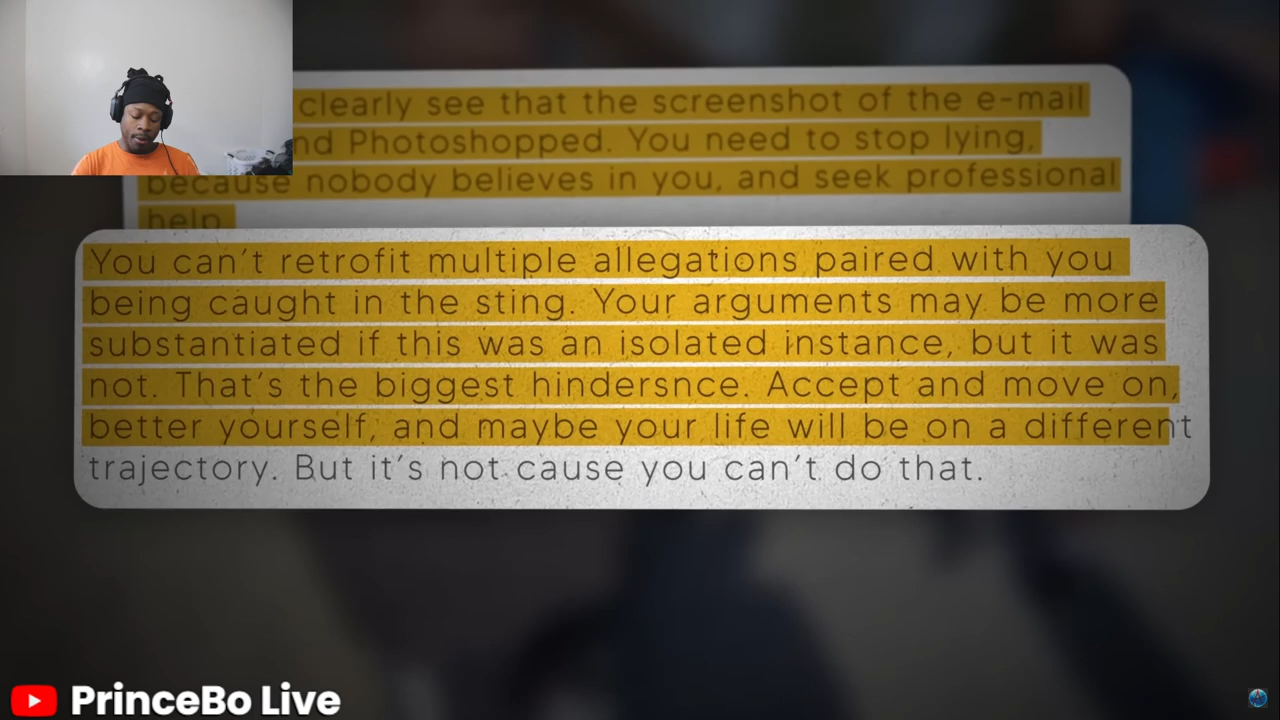 clearly see that the screenshot of the e-mail
nd Photoshopped. You need to stop lying,
because nobody believes in you, and seek professional
help.
You can't retrofit multiple allegations paired with you
being caught in the sting. Your arguments may be more
substantiated if this was an isolated instance, but it was
not. That's the biggest hindersnce. Accept and move on,
better yourself, and maybe your life will be on a different
trajectory. But it's not cause you can't do that.
PrinceBo Live